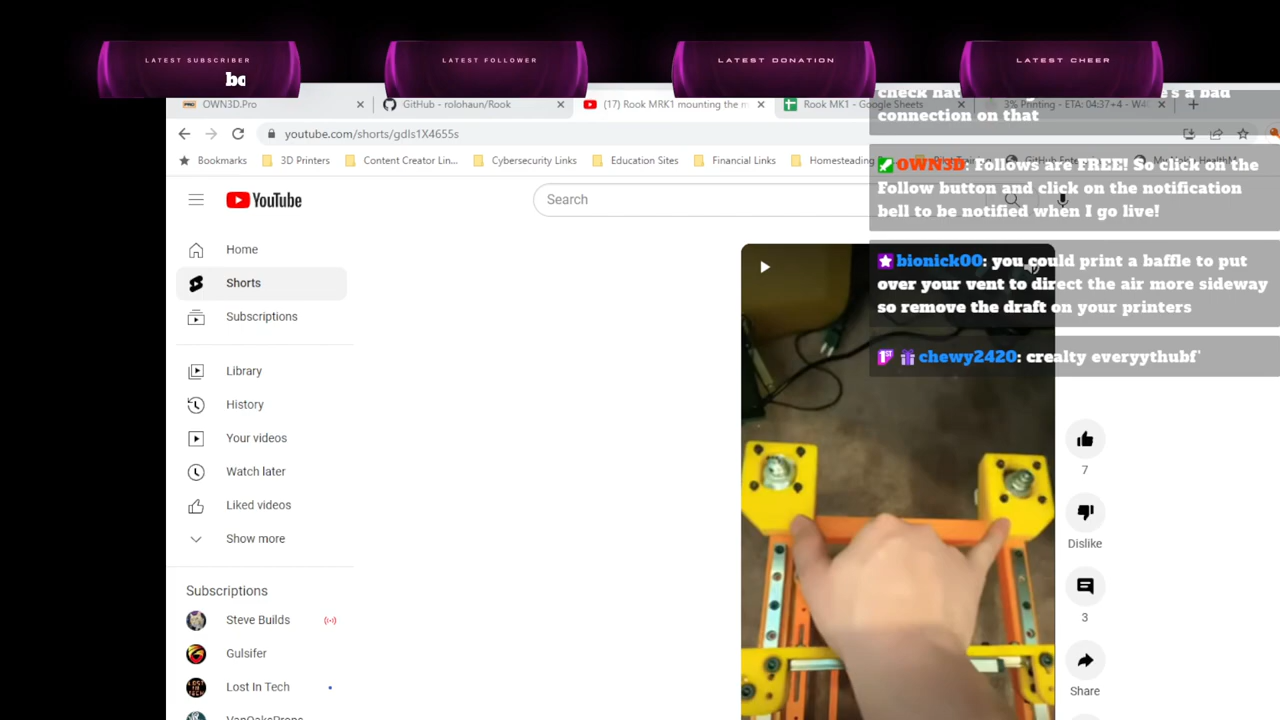 LATEST SUBSCRIBER
LATEST FOLLOWER
LATEST DONATION
LATEST CHEER
bo
OWN3D.Pro
GitHub - rolohaun/Rook
(17) Rook MRK1 mounting the m
Rook MK1 - Google Sheets
3% Printing - ETA: 04:37+4 - W4
youtube.com/shorts/gdIs1X4655s
connection on that
Bookmarks
3D Printers
Content Creator Lin...
Cybersecurity Links
Education Sites
Financial Links
Homesteading
OWN3D: Follows are FREE! So click on the
Follow button and click on the notification
bell to be notified when I go live!
YouTube
Search
bionick00: you could print a baffle to put
over your vent to direct the air more sideway
so remove the draft on your printers
chewy2420: crealty everyythubf'
Home
Shorts
Subscriptions
Library
History
Your videos
Watch later
Liked videos
Show more
Subscriptions
Steve Builds
Gulsifer
Lost In Tech
VanOaksProps
7
Dislike
3
Share